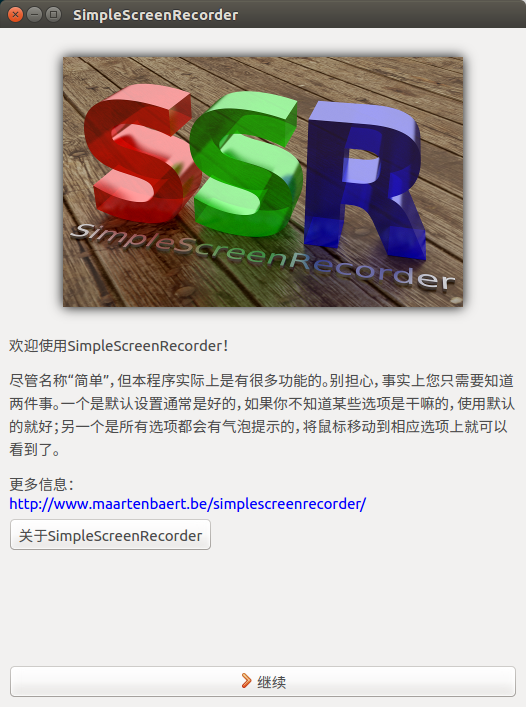 SimpleScreenRecorder
SSR
SimpleScreenRecorder
欢迎使用SimpleScreenRecorder！
尽管名称“简单”，但本程序实际上是有很多功能的。别担心，事实上您只需要知道
两件事。一个是默认设置通常是好的，如果你不知道某些选项是干嘛的，使用默认
的就好；另一个是所有选项都会有气泡提示的，将鼠标移动到相应选项上就可以
看到了。
更多信息：
http://www.maartenbaert.be/simplescreenrecorder/
关于SimpleScreenRecorder
继续